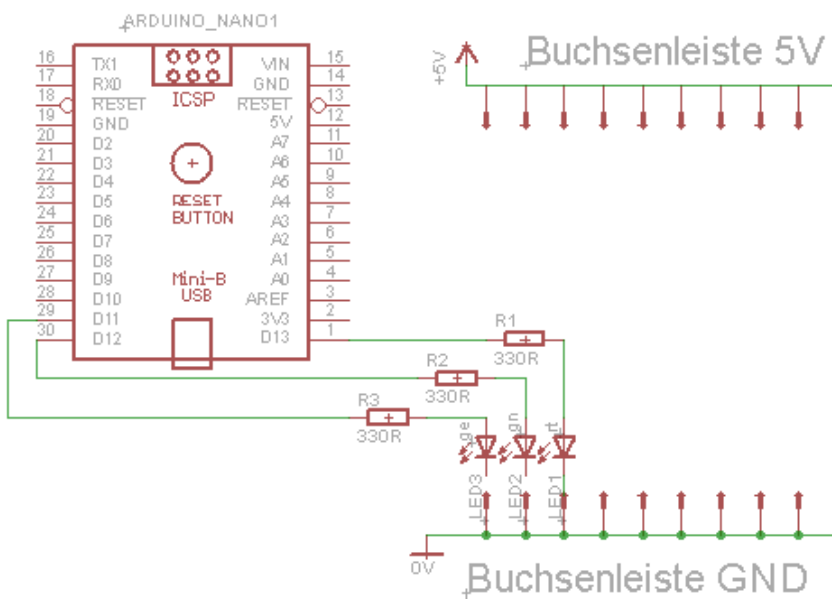 ARDUINO_NANO1
16 TX1
17 RX0
18 RESET
19 GND
20 D2
21 D3
22 D4
23 D5
24 D6
25 D7
26 D8
27 D9
28 D10
29 D11
30 D12
ICSP
RESET
BUTTON
Mini-B
USB
VIN 15
GND 14
RESET 13
5V 12
A7 11
A6 10
A5 9
A4 8
A3 7
A2 6
A1 5
A0 4
AREF 3
3V3 2
D13 1
+5V
Buchsenleiste 5V
R1
330R
R2
330R
R3
330R
ge
gn
rt
LED3
LED2
LED1
0V
Buchsenleiste GND